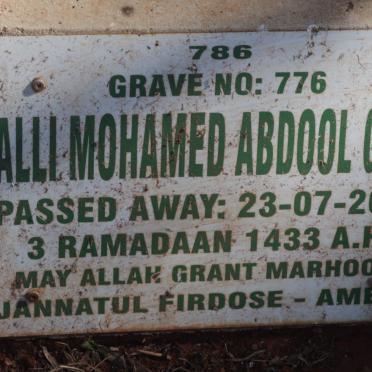 786
GRAVE NO: 776
ALLI MOHAMED ABDOOL
PASSED AWAY: 23-07-20
3 RAMADAAN 1433 A.H
MAY ALLAH GRANT MARHOO
JANNATUL FIRDOSE - AME